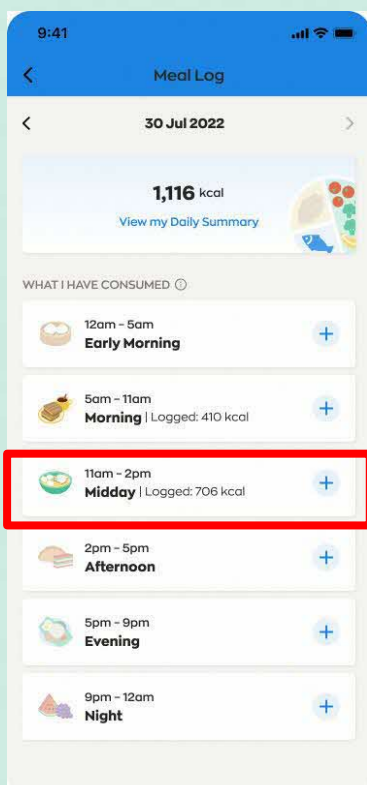 9:41
Meal Log
30 Jul 2022
1,116 kcal
View my Daily Summary
WHAT I HAVE CONSUMED
12am - 5am
Early Morning
5am - 11am
Morning | Logged: 410 kcal
11am - 2pm
Midday | Logged: 706 kcal
2pm - 5pm
Afternoon
5pm - 9pm
Evening
9pm - 12am
Night